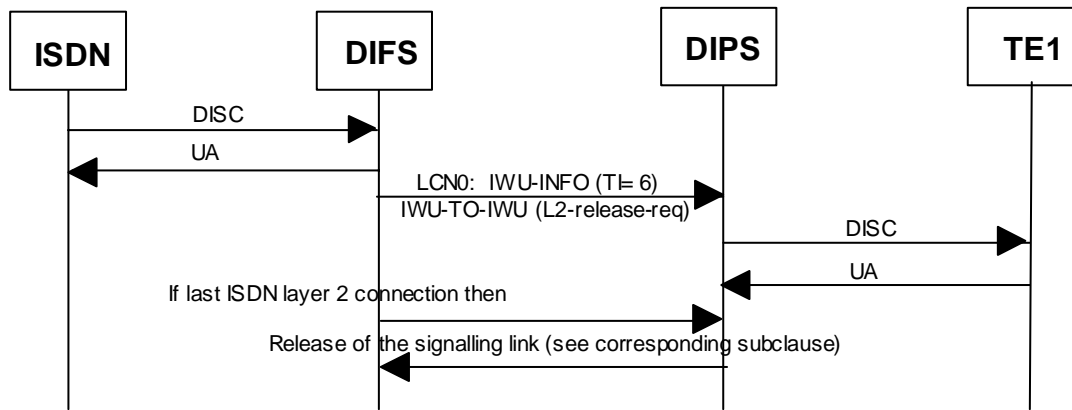 ISDN DIFS DIPS TE1
DISC
UA
LCN0: IWU-INFO (TI= 6)
IWU-TO-IWU (L2-release-req)
DISC
UA
If last ISDN layer 2 connection then
Release of the signalling link (see corresponding subclause)